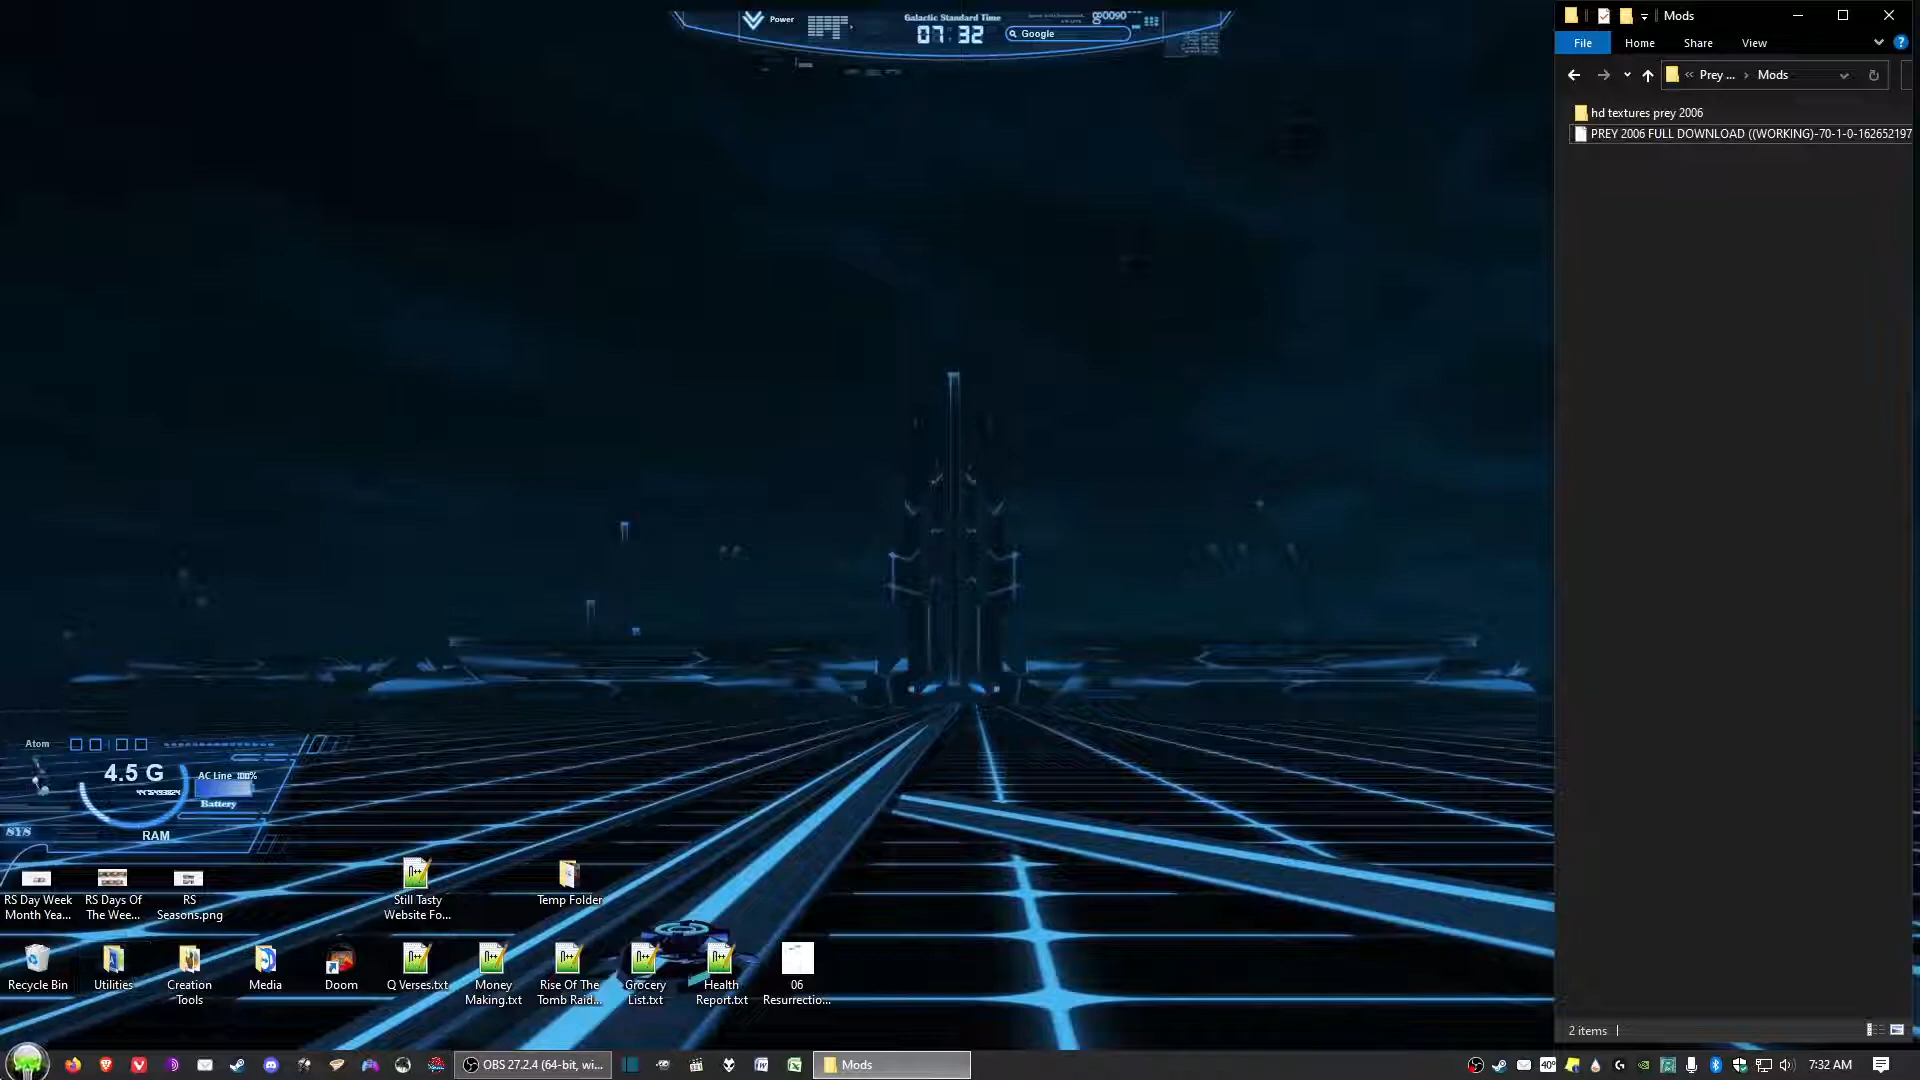 Power
Galactic Standard Time
07:32
Google
Mods
File
Home
Share
View
Prey ...
Mods
hd textures prey 2006
PREY 2006 FULL DOWNLOAD ((WORKING)-70-1-0-162652197
Atom
4.5 G
AC Line 100%
Battery
SYS
RAM
RS Day Week
Month Yea...
RS Days Of
The Wee...
RS
Seasons.png
Still Tasty
Website Fo...
Temp Folder
Recycle Bin
Utilities
Creation
Tools
Media
Doom
Q Verses.txt
Money
Making.txt
Rise Of The
Tomb Raid...
Grocery
List.txt
Health
Report.txt
06
Resurrectio...
2 items
OBS 27.2.4 (64-bit, wi...
Mods
40°
7:32 AM